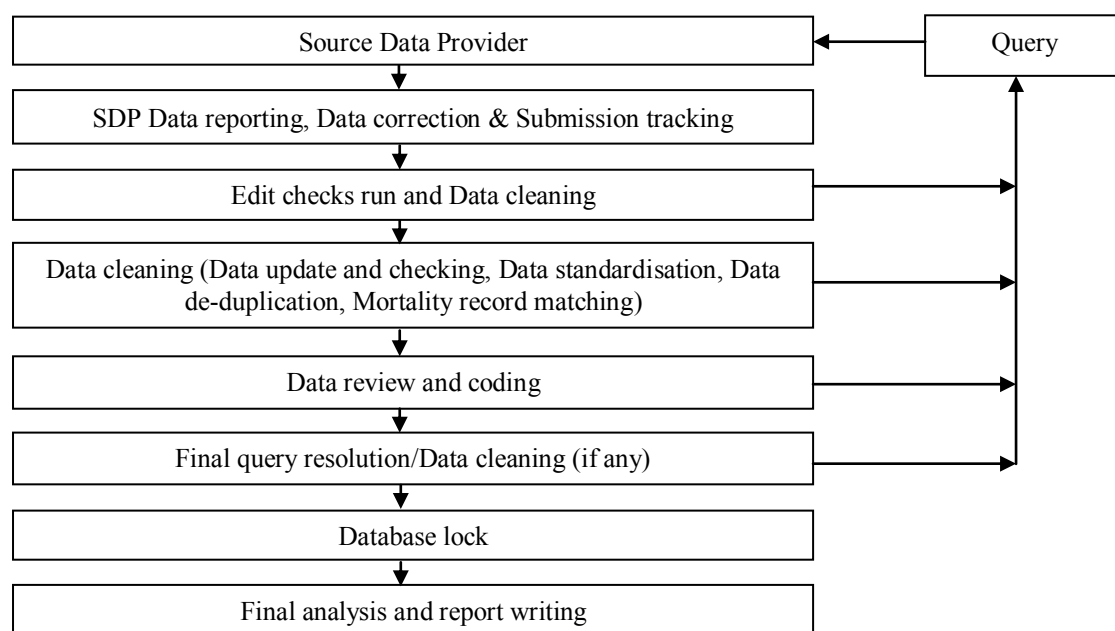 Source Data Provider
Query
SDP Data reporting, Data correction & Submission tracking
Edit checks run and Data cleaning
Data cleaning (Data update and checking, Data standardisation, Data
de-duplication, Mortality record matching)
Data review and coding
Final query resolution/Data cleaning (if any)
Database lock
Final analysis and report writing